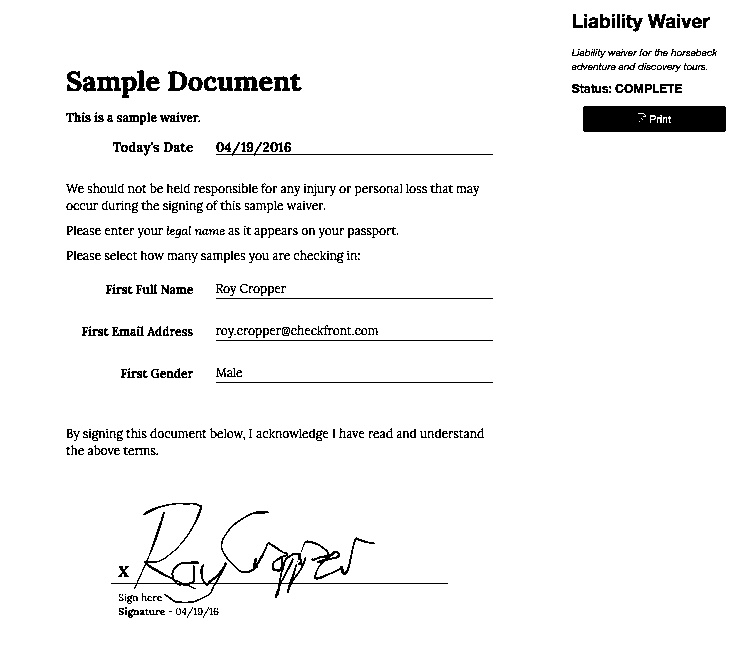 Liability Waiver
Liability waiver for the horseback
adventure and discovery tours.
Status: COMPLETE
Print
Sample Document
This is a sample waiver.
Today's Date 04/19/2016
We should not be held responsible for any injury or personal loss that may
occur during the signing of this sample waiver.
Please enter your legal name as it appears on your passport.
Please select how many samples you are checking in:
First Full Name Roy Cropper
First Email Address roy.cropper@checkfront.com
First Gender Male
By signing this document below, I acknowledge I have read and understand
the above terms.
X Roy Cropper
Sign here
Signature - 04/19/16